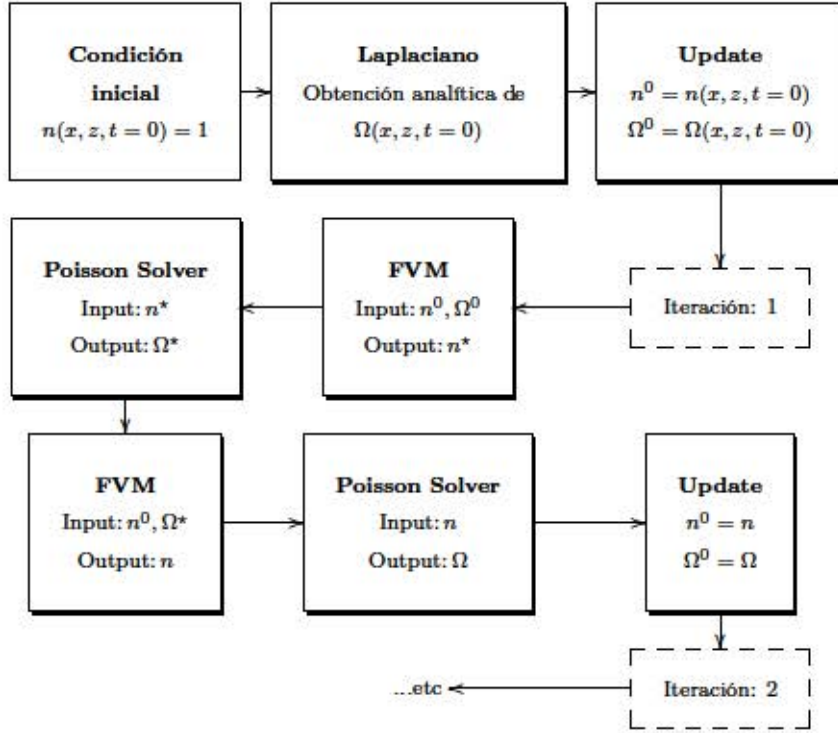 Condición
inicial
n(x, z, t = 0) = 1
Laplaciano
Obtención analítica de
Ω(x, z, t = 0)
Update
n⁰ = n(x, z, t = 0)
Ω⁰ = Ω(x, z, t = 0)
Poisson Solver
Input: n*
Output: Ω*
FVM
Input: n⁰, Ω⁰
Output: n*
Iteración: 1
FVM
Input: n⁰, Ω*
Output: n
Poisson Solver
Input: n
Output: Ω
Update
n⁰ = n
Ω⁰ = Ω
...etc
Iteración: 2